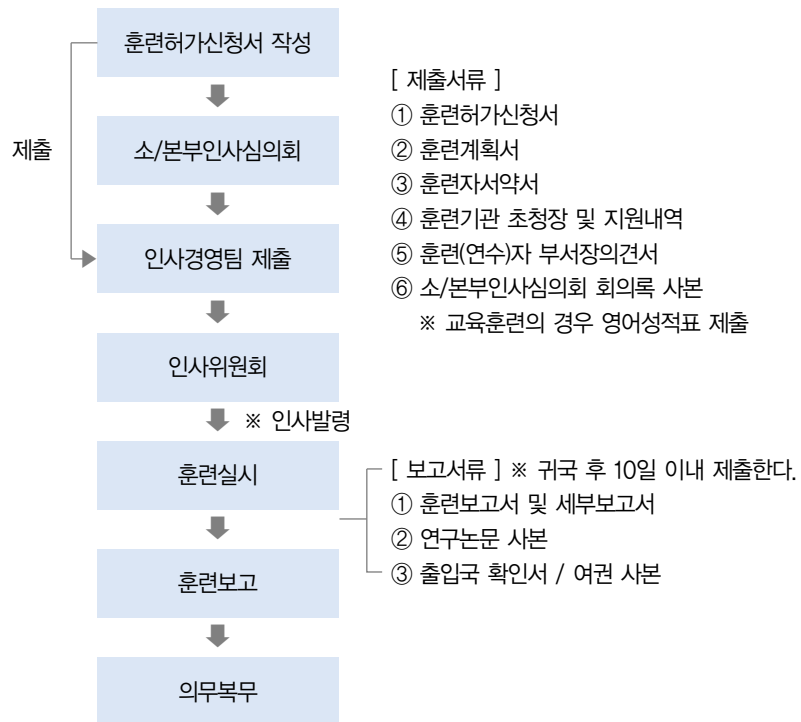 훈련허가신청서 작성
제출
소/본부인사심의회
인사경영팀 제출
인사위원회
※ 인사발령
훈련실시
훈련보고
의무복무
[ 제출서류 ]
① 훈련허가신청서
② 훈련계획서
③ 훈련자서약서
④ 훈련기관 초청장 및 지원내역
⑤ 훈련(연수)자 부서장의견서
⑥ 소/본부인사심의회 회의록 사본
※ 교육훈련의 경우 영어성적표 제출
[ 보고서류 ] ※ 귀국 후 10일 이내 제출한다.
① 훈련보고서 및 세부보고서
② 연구논문 사본
③ 출입국 확인서 / 여권 사본